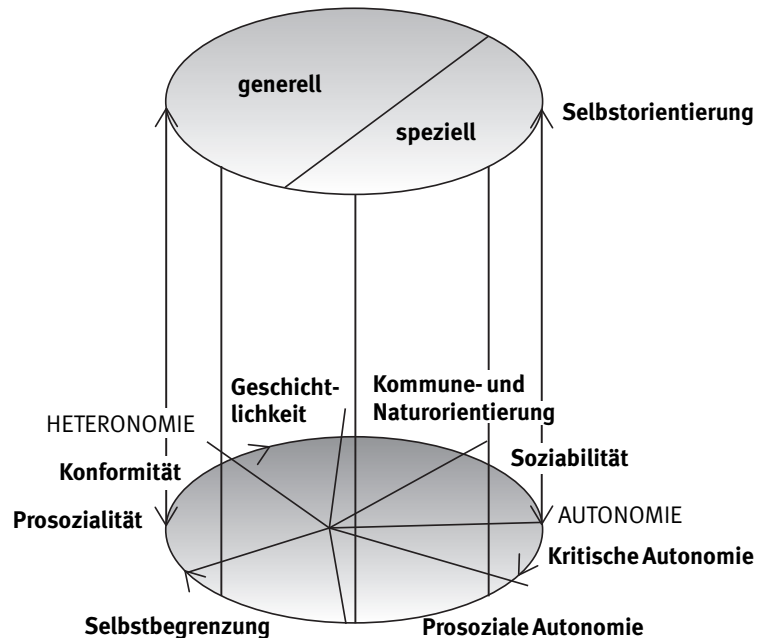 generell
speziell
Selbstorientierung
Geschicht-
lichkeit
Kommune- und
Naturorientierung
HETERONOMIE
Konformität
Soziabilität
Prosozialität
AUTONOMIE
Kritische Autonomie
Selbstbegrenzung
Prosoziale Autonomie